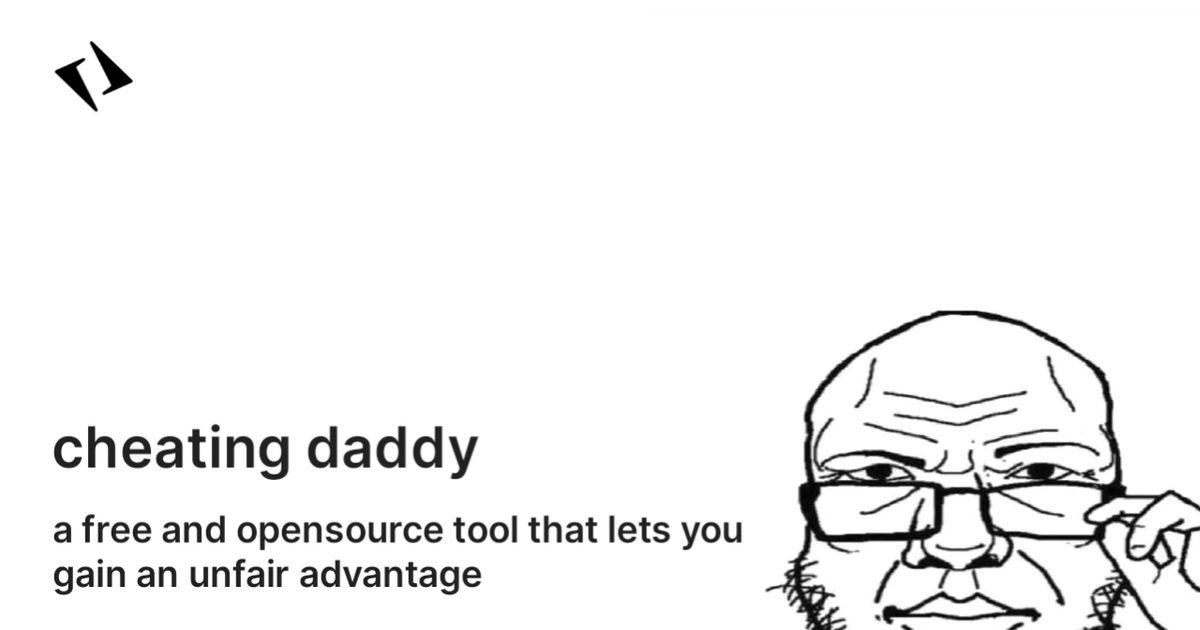 cheating daddy
a free and opensource tool that lets you
gain an unfair advantage